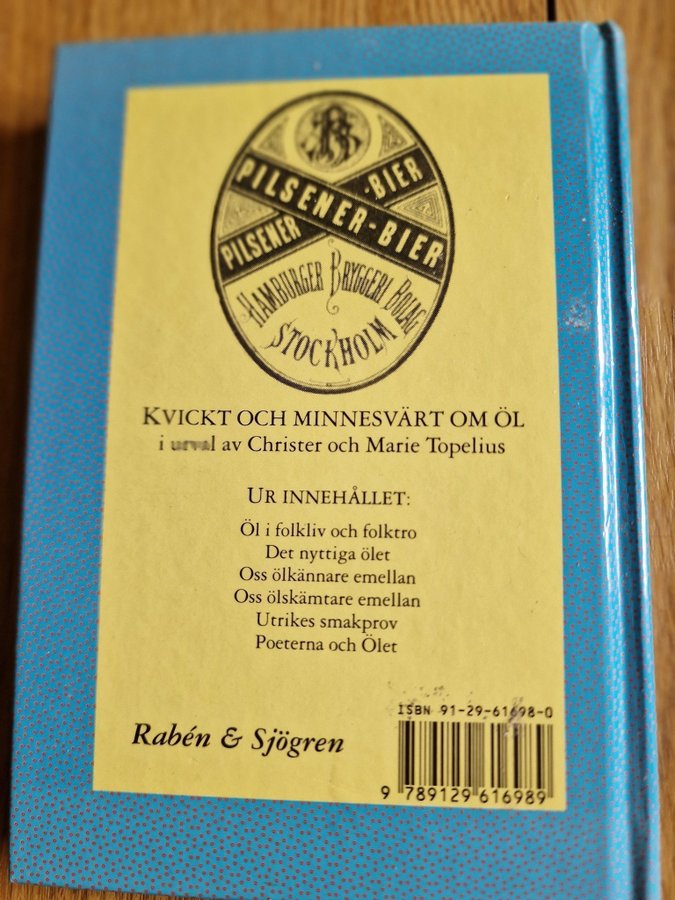 PILSENER-BIER
PILSENER -BIER
HAMBURGER BRYGGERI BOLAG
STOCKHOLM
KVICKT OCH MINNESVÄRT OM ÖL
i urval av Christer och Marie Topelius
UR INNEHÅLLET:
Öl i folkliv och folktro
Det nyttiga ölet
Oss ölkännare emellan
Oss ölskämtare emellan
Utrikes smakprov
Poeterna och Ölet
ISBN 91-29-61698-0
Rabén & Sjögren
9 789129 616989